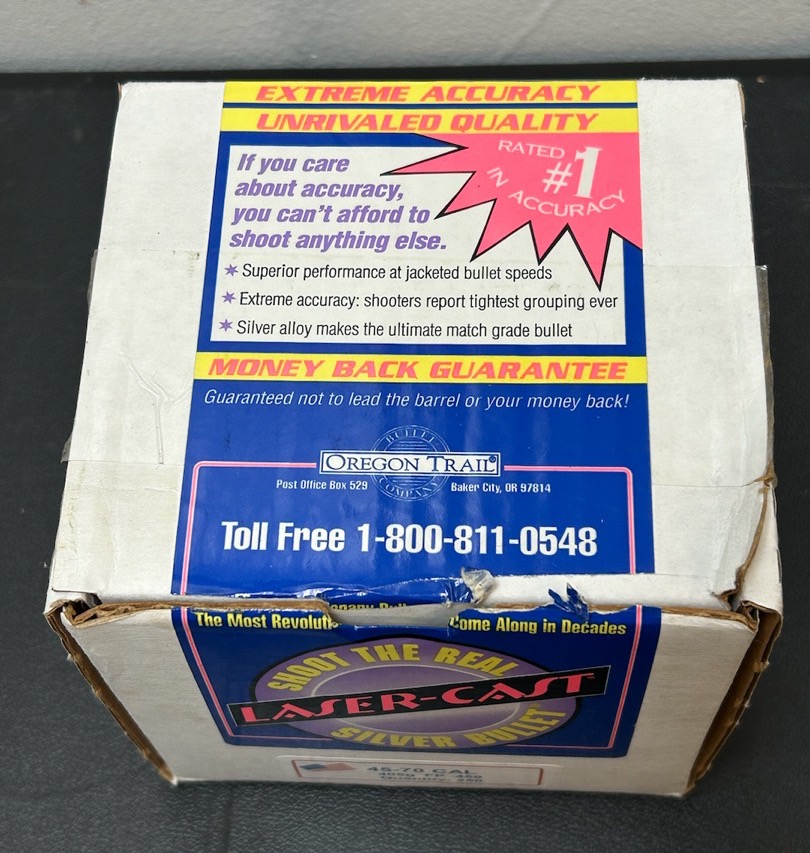 EXTREME ACCURACY
UNRIVALED QUALITY
RATED
#1
IN ACCURACY
If you care
about accuracy,
you can't afford to
shoot anything else.
✶ Superior performance at jacketed bullet speeds
✶ Extreme accuracy: shooters report tightest grouping ever
✶ Silver alloy makes the ultimate match grade bullet
MONEY BACK GUARANTEE
Guaranteed not to lead the barrel or your money back!
BULLET
OREGON TRAIL
COMPANY
Post Office Box 529 Baker City, OR 97814
Toll Free 1-800-811-0548
The Most Come Along in Decades
SHOOT THE REAL
LASER-CAST
SILVER BULLET
45-70 CAL